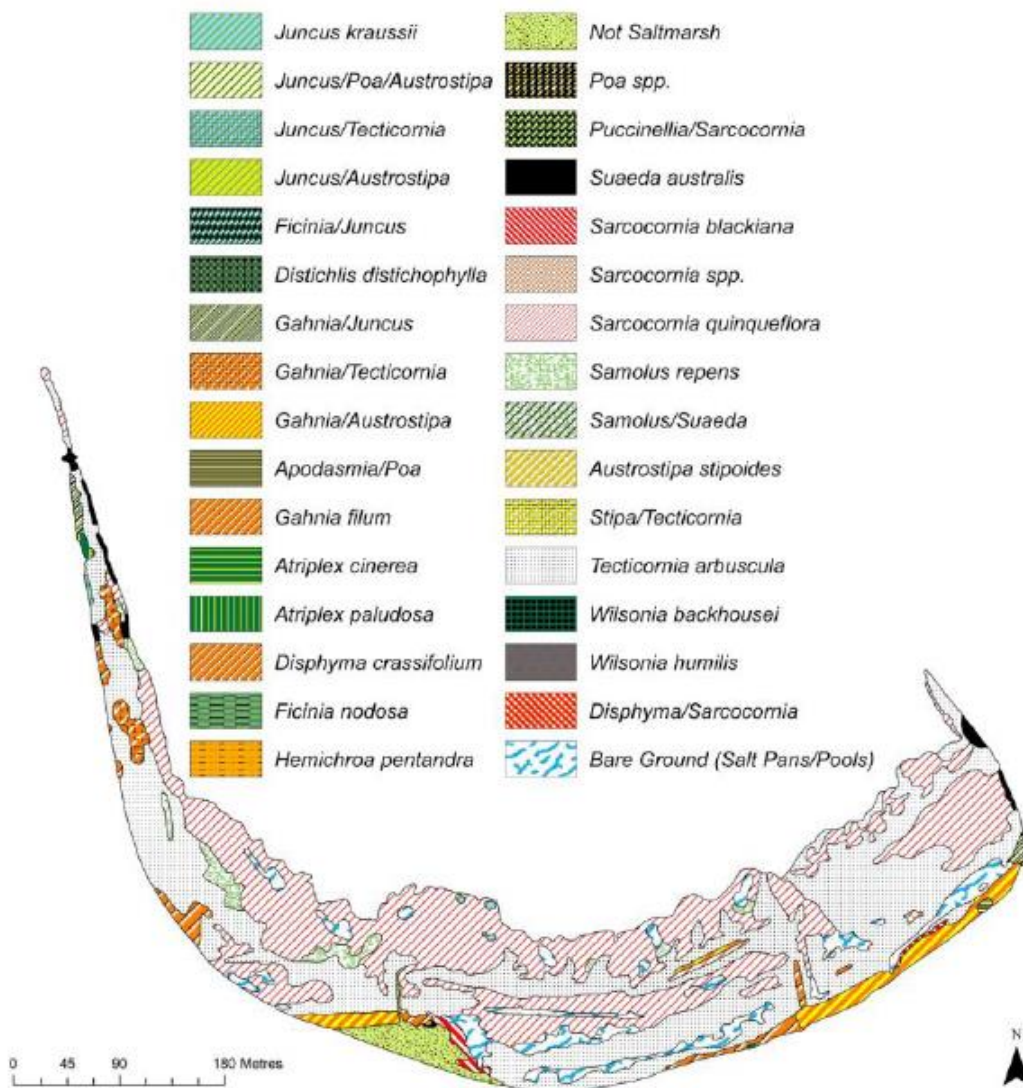 Juncus kraussii
Juncus/Poa/Austrostipa
Juncus/Tecticornia
Juncus/Austrostipa
Ficinia/Juncus
Distichlis distichophylla
Gahnia/Juncus
Gahnia/Tecticornia
Gahnia/Austrostipa
Apodasmia/Poa
Gahnia filum
Atriplex cinerea
Atriplex paludosa
Disphyma crassifolium
Ficinia nodosa
Hemichroa pentandra
Not Saltmarsh
Poa spp.
Puccinellia/Sarcocornia
Suaeda australis
Sarcocornia blackiana
Sarcocornia spp.
Sarcocornia quinqueflora
Samolus repens
Samolus/Suaeda
Austrostipa stipoides
Stipa/Tecticornia
Tecticornia arbuscula
Wilsonia backhousei
Wilsonia humilis
Disphyma/Sarcocornia
Bare Ground (Salt Pans/Pools)
N
0 45 90 180 Metres